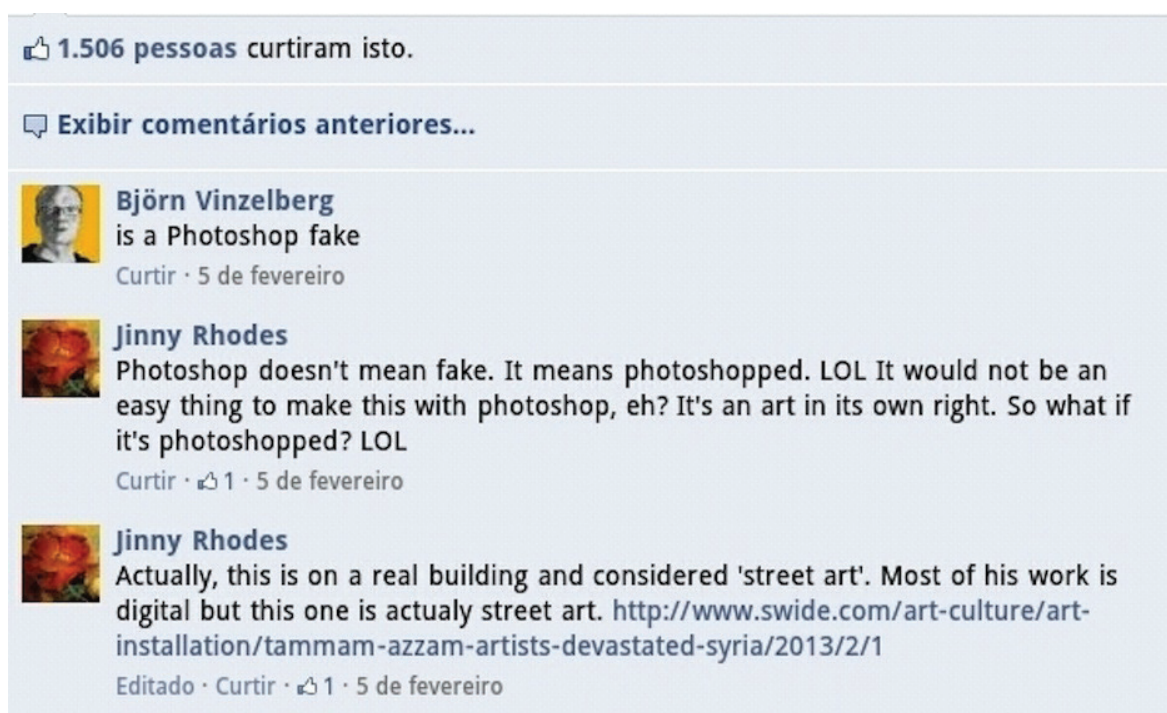 1.506 pessoas curtiram isto.
Exibir comentários anteriores...
Björn Vinzelberg
is a Photoshop fake
Curtir · 5 de fevereiro
Jinny Rhodes
Photoshop doesn't mean fake. It means photoshopped. LOL It would not be an
easy thing to make this with photoshop, eh? It's an art in its own right. So what if
it's photoshopped? LOL
Curtir · 1 · 5 de fevereiro
Jinny Rhodes
Actually, this is on a real building and considered 'street art'. Most of his work is
digital but this one is actualy street art. http://www.swide.com/art-culture/art-
installation/tammam-azzam-artists-devastated-syria/2013/2/1
Editado · Curtir · 1 · 5 de fevereiro